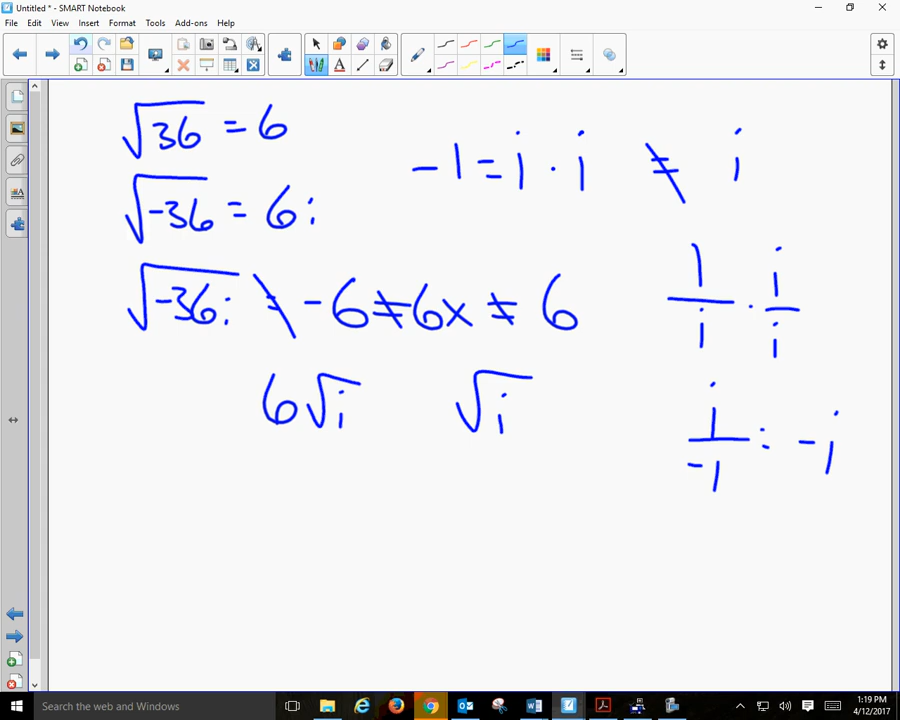 Untitled * - SMART Notebook
File Edit View Insert Format Tools Add-ons Help
√36 = 6
-1 = i · i ≠ i
√-36 = 6i
√-36i ≠ -6 ≠ 6x ≠ 6
1/i · i/i
6√i √i
i/-1 = -i
Search the web and Windows
1:19 PM
4/12/2017